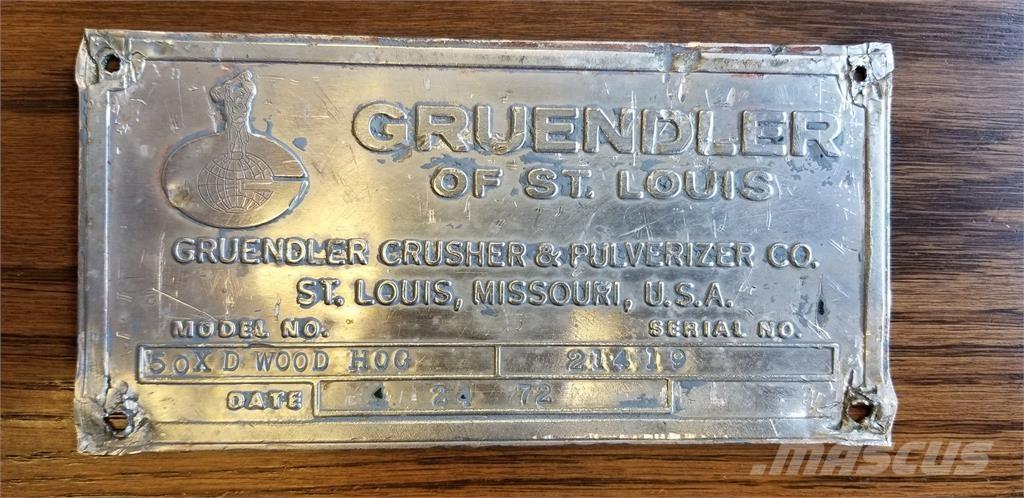 GRUENDLER
OF ST. LOUIS
GRUENDLER CRUSHER & PULVERIZER CO.
ST. LOUIS, MISSOURI, U.S.A.
MODEL NO. SERIAL NO.
50XD WOOD HOG 21419
DATE 4 24 72
MASCUS